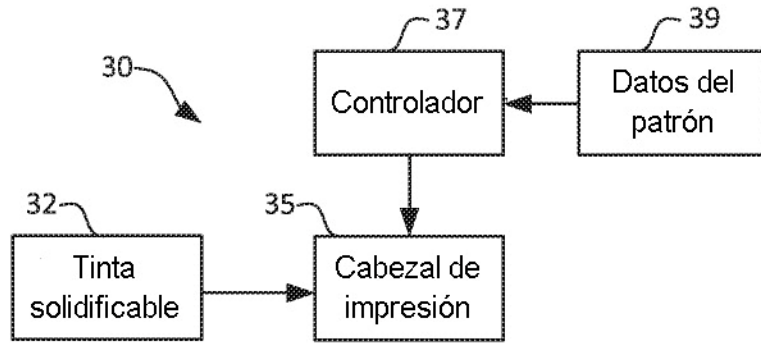 37
39
30
Controlador
Datos del
patrón
32
35
Tinta
solidificable
Cabezal de
impresión